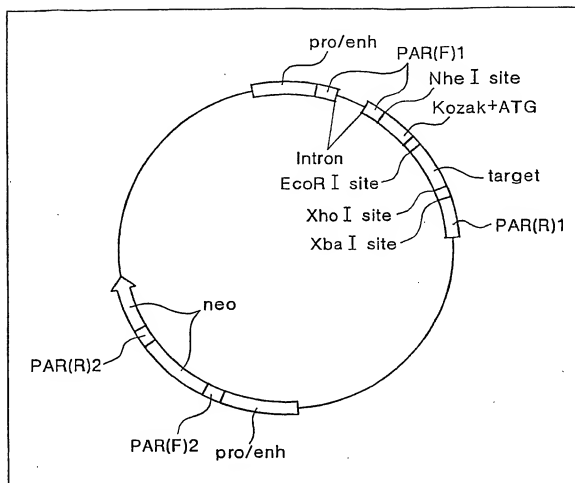 pro/enh
PAR(F)1
Nhe I site
Kozak+ATG
Intron
EcoR I site
target
Xho I site
Xba I site
PAR(R)1
neo
PAR(R)2
PAR(F)2
pro/enh